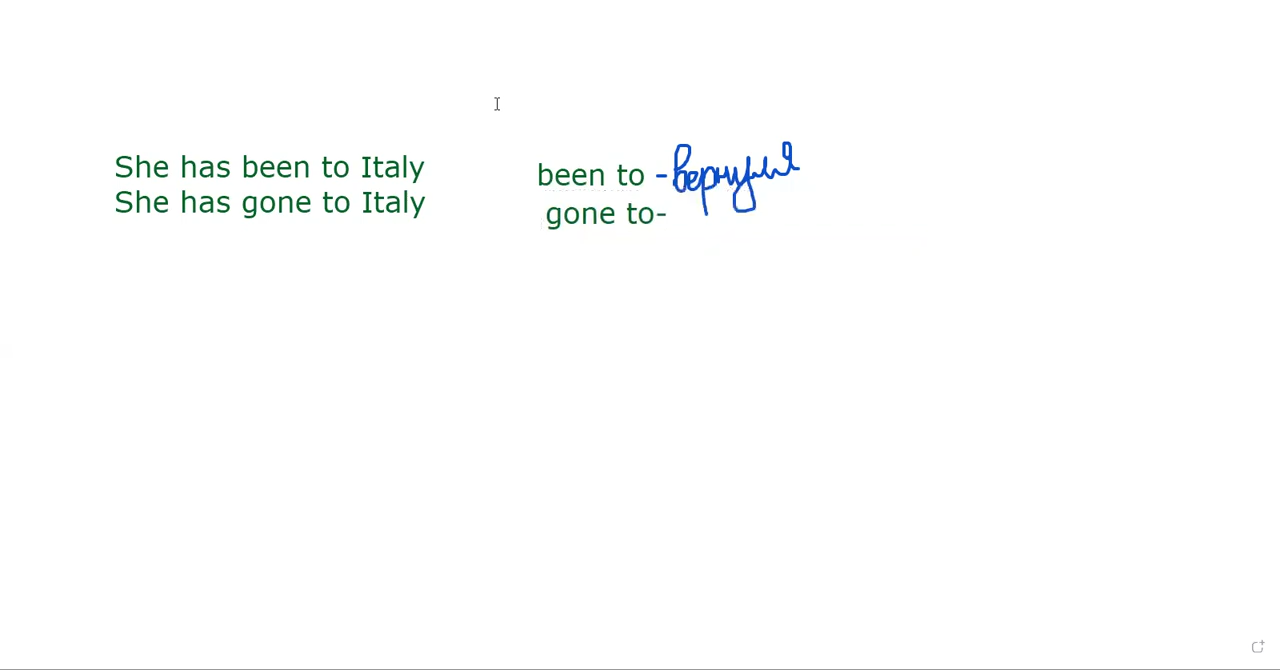 She has been to Italy
She has gone to Italy
been to - вернулся
gone to-